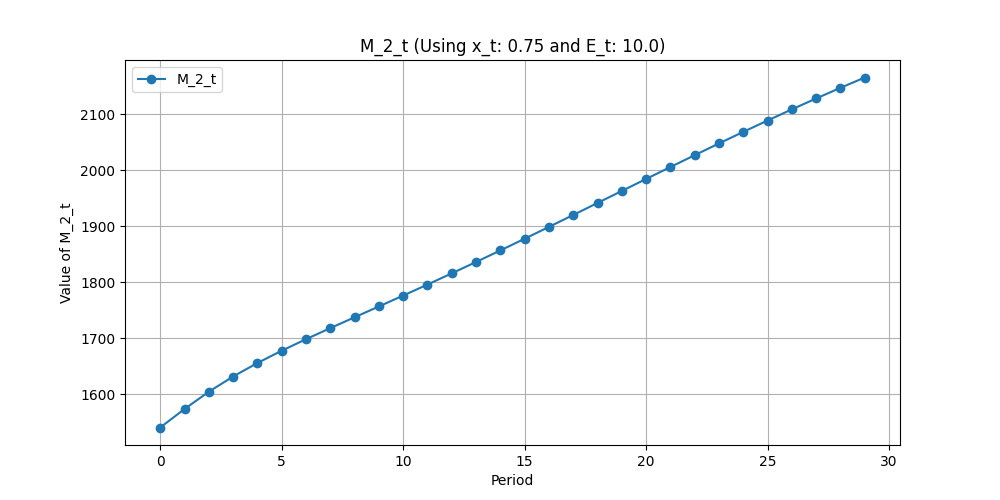 M_2_t (Using x_t: 0.75 and E_t: 10.0)
M_2_t
Value of M_2_t
2100
2000
1900
1800
1700
1600
0 5 10 15 20 25 30
Period